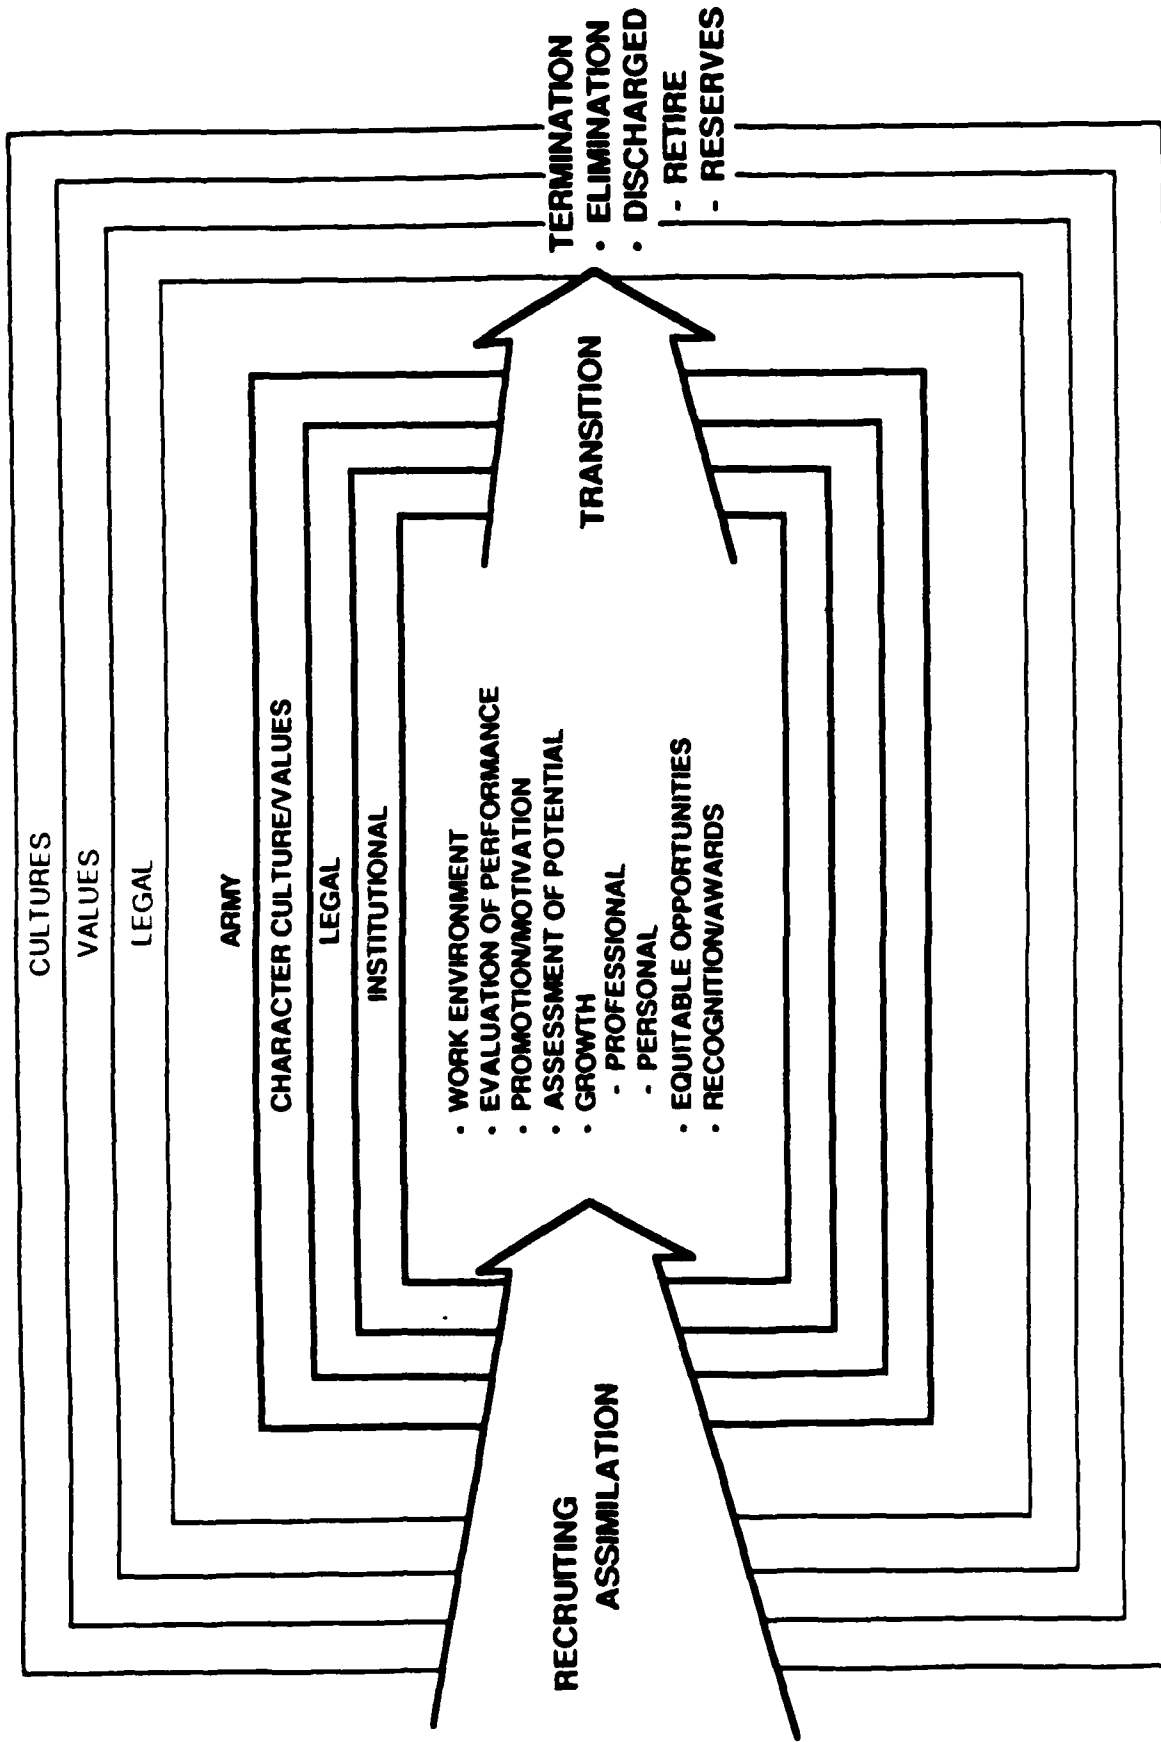 CULTURES
VALUES
LEGAL
ARMY
CHARACTER CULTURE/VALUES
LEGAL
INSTITUTIONAL
RECRUITING
ASSIMILATION
· WORK ENVIRONMENT
· EVALUATION OF PERFORMANCE
· PROMOTION/MOTIVATION
· ASSESSMENT OF POTENTIAL
· GROWTH
- PROFESSIONAL
- PERSONAL
· EQUITABLE OPPORTUNITIES
· RECOGNITION/AWARDS
TRANSITION
TERMINATION
· ELIMINATION
· DISCHARGED
- RETIRE
- RESERVES